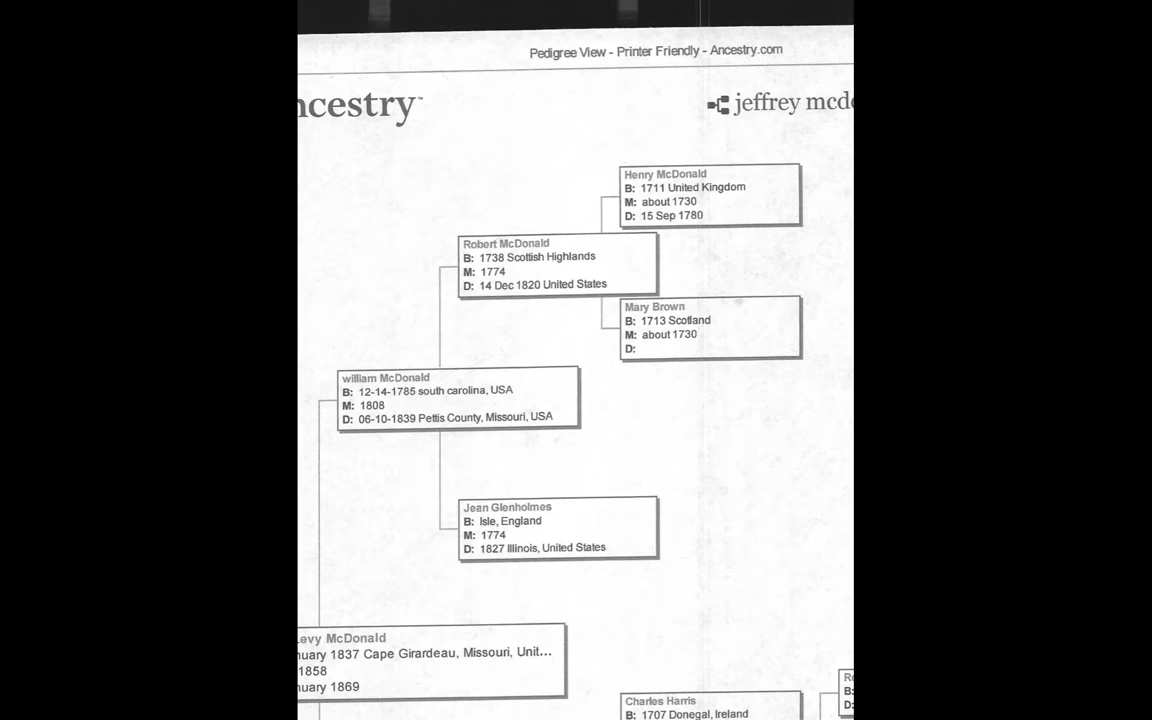 Pedigree View - Printer Friendly - Ancestry.com
ncestry™
jeffrey mcd
Henry McDonald
B: 1711 United Kingdom
M: about 1730
D: 15 Sep 1780
Robert McDonald
B: 1738 Scottish Highlands
M: 1774
D: 14 Dec 1820 United States
Mary Brown
B: 1713 Scotland
M: about 1730
D:
william McDonald
B: 12-14-1785 south carolina, USA
M: 1808
D: 06-10-1839 Pettis County, Missouri, USA
Jean Glenholmes
B: Isle, England
M: 1774
D: 1827 Illinois, United States
Levy McDonald
nuary 1837 Cape Girardeau, Missouri, Unit...
1858
nuary 1869
Charles Harris
B: 1707 Donegal, Ireland
B:
D: